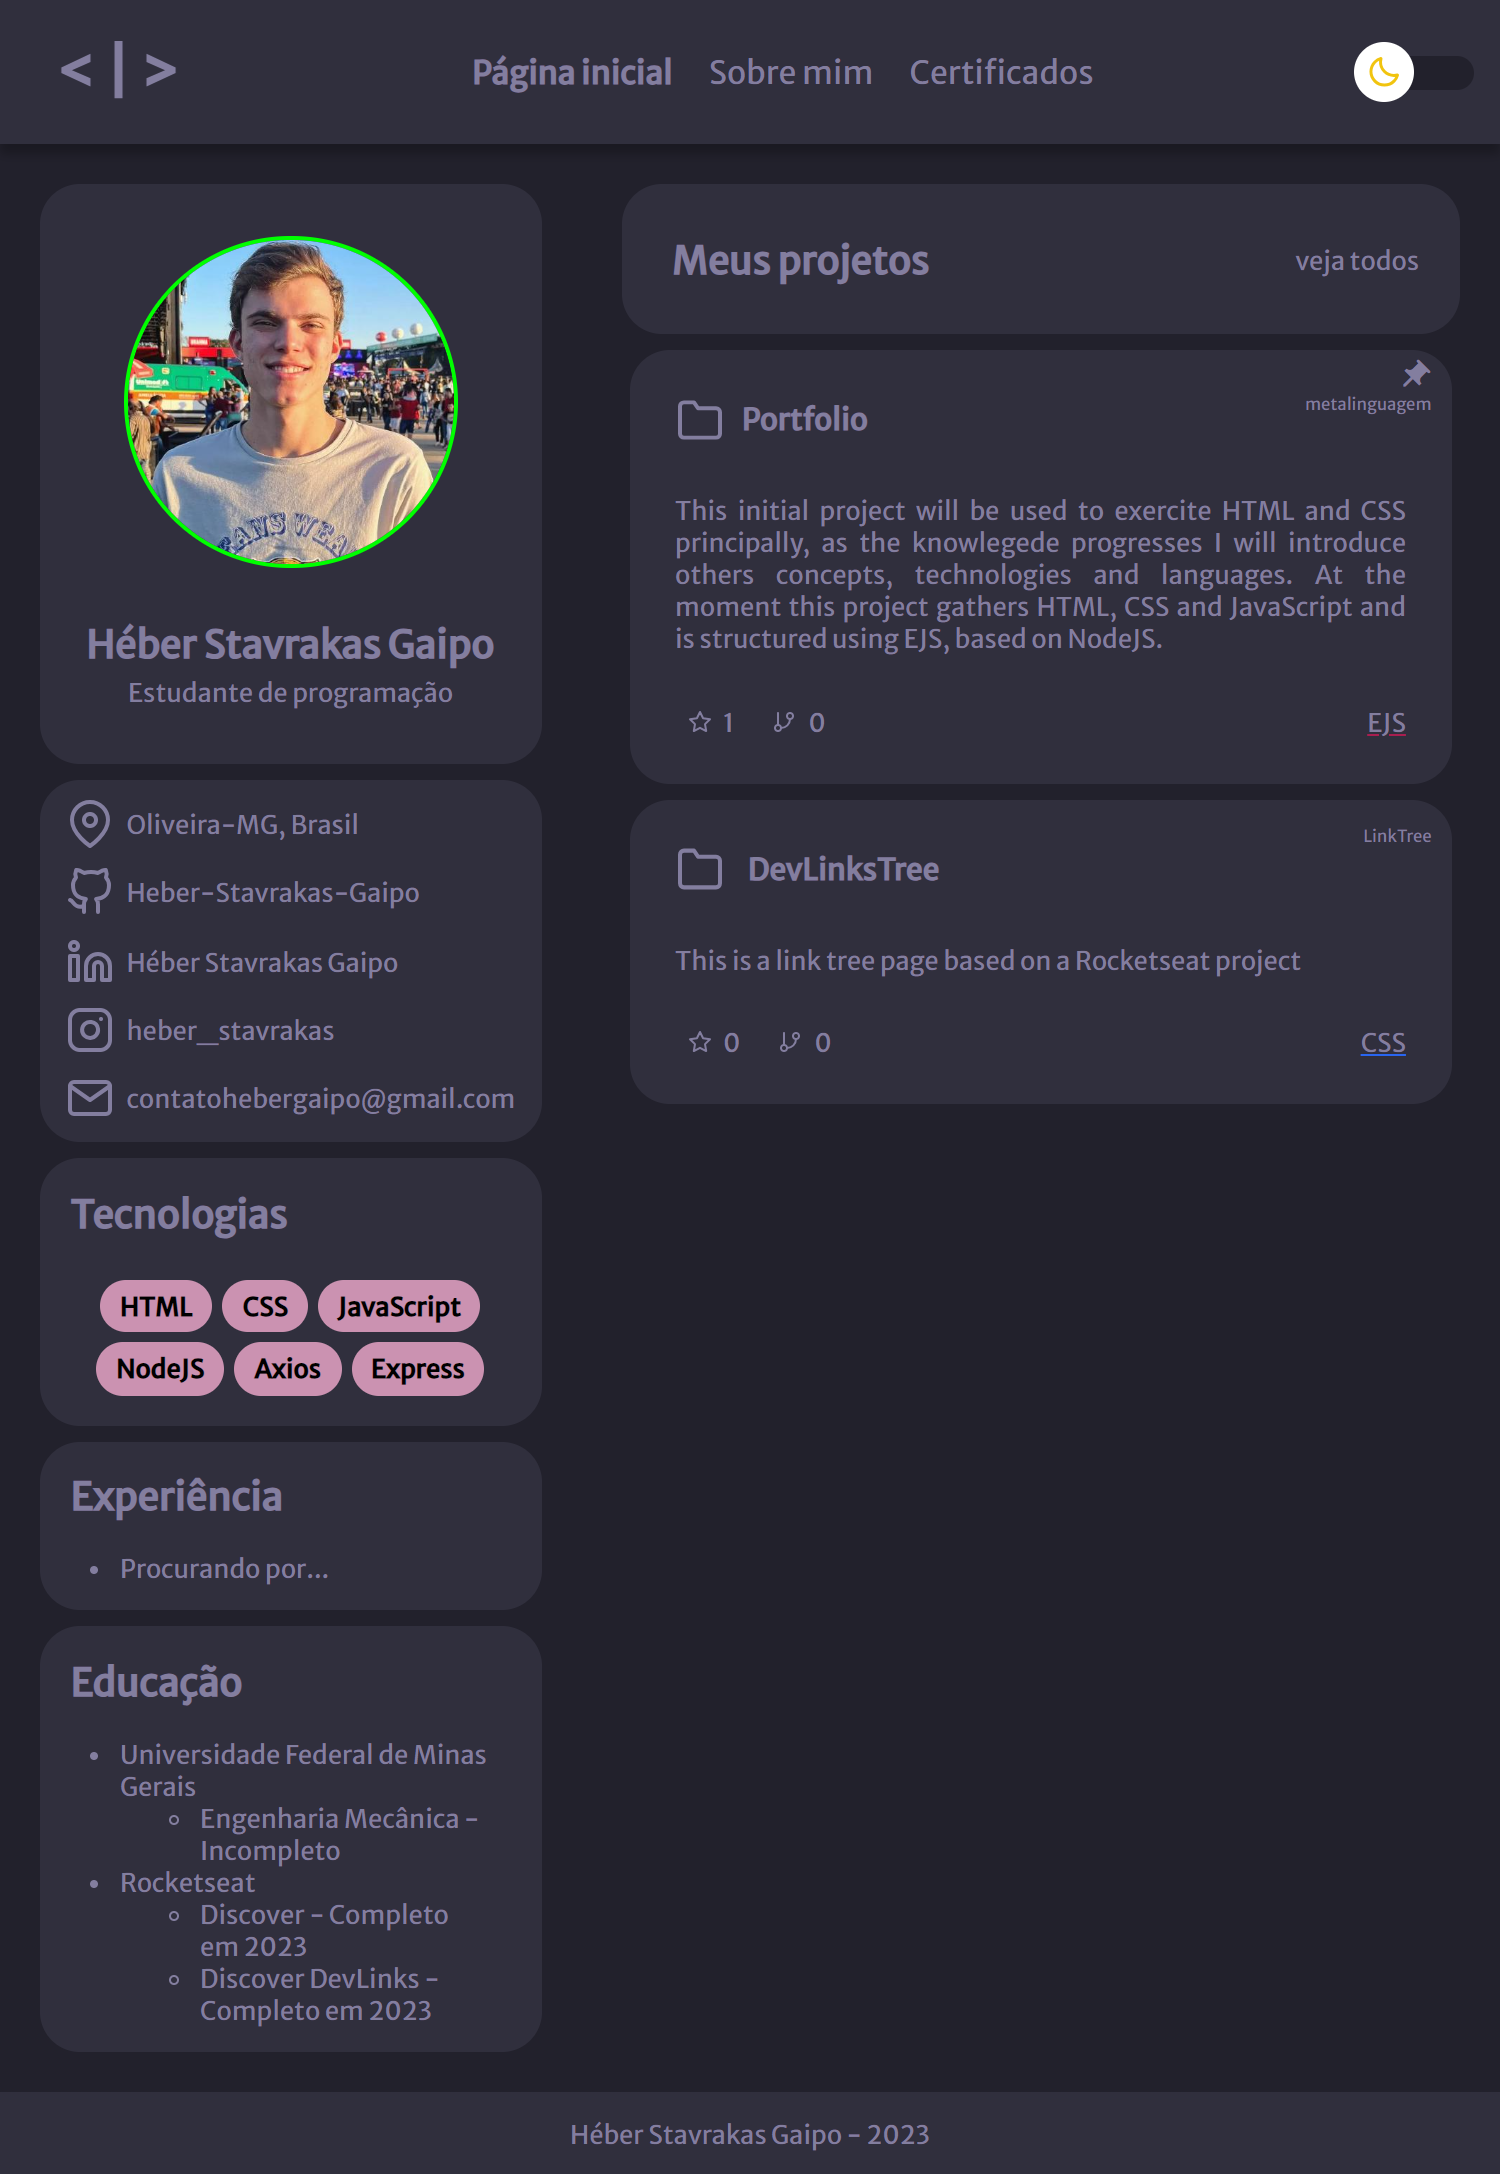 < | >
Página inicial
Sobre mim
Certificados
Héber Stavrakas Gaipo
Estudante de programação
Oliveira-MG, Brasil
Heber-Stavrakas-Gaipo
Héber Stavrakas Gaipo
heber__stavrakas
contatohebergaipo@gmail.com
Tecnologias
HTML
CSS
JavaScript
NodeJS
Axios
Express
Experiência
• Procurando por...
Educação
• Universidade Federal de Minas
Gerais
◦ Engenharia Mecânica -
Incompleto
• Rocketseat
◦ Discover - Completo
em 2023
◦ Discover DevLinks -
Completo em 2023
Meus projetos
veja todos
metalinguagem
Portfolio
This initial project will be used to exercite HTML and CSS
principally, as the knowlegede progresses I will introduce
others concepts, technologies and languages. At the
moment this project gathers HTML, CSS and JavaScript and
is structured using EJS, based on NodeJS.
1
0
EJS
LinkTree
DevLinksTree
This is a link tree page based on a Rocketseat project
0
0
CSS
Héber Stavrakas Gaipo - 2023